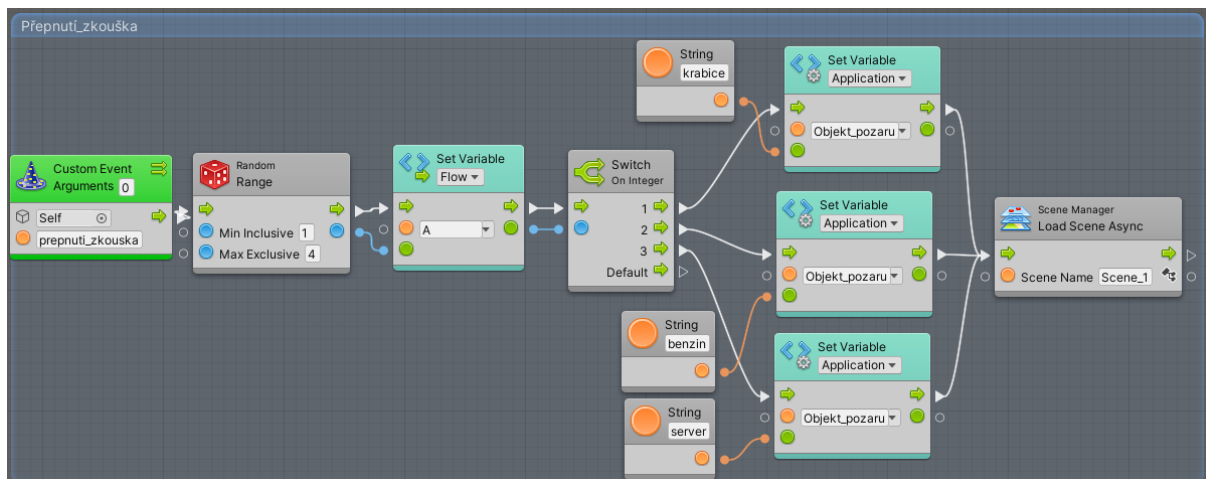 Přepnutí_zkouška
Custom Event
Arguments 0
Self
prepnuti_zkouska
Random
Range
Min Inclusive 1
Max Exclusive 4
Set Variable
Flow
A
Switch
On Integer
1
2
3
Default
String
krabice
Set Variable
Application
Objekt_pozaru
String
benzin
Set Variable
Application
Objekt_pozaru
String
server
Set Variable
Application
Objekt_pozaru
Scene Manager
Load Scene Async
Scene Name Scene_1